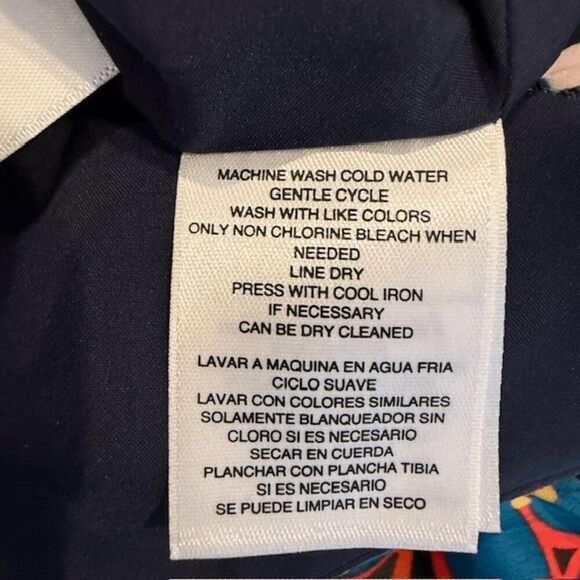 MACHINE WASH COLD WATER
GENTLE CYCLE
WASH WITH LIKE COLORS
ONLY NON CHLORINE BLEACH WHEN
NEEDED
LINE DRY
PRESS WITH COOL IRON
IF NECESSARY
CAN BE DRY CLEANED
LAVAR A MAQUINA EN AGUA FRIA
CICLO SUAVE
LAVAR CON COLORES SIMILARES
SOLAMENTE BLANQUEADOR SIN
CLORO SI ES NECESARIO
SECAR EN CUERDA
PLANCHAR CON PLANCHA TIBIA
SI ES NECESARIO
SE PUEDE LIMPIAR EN SECO